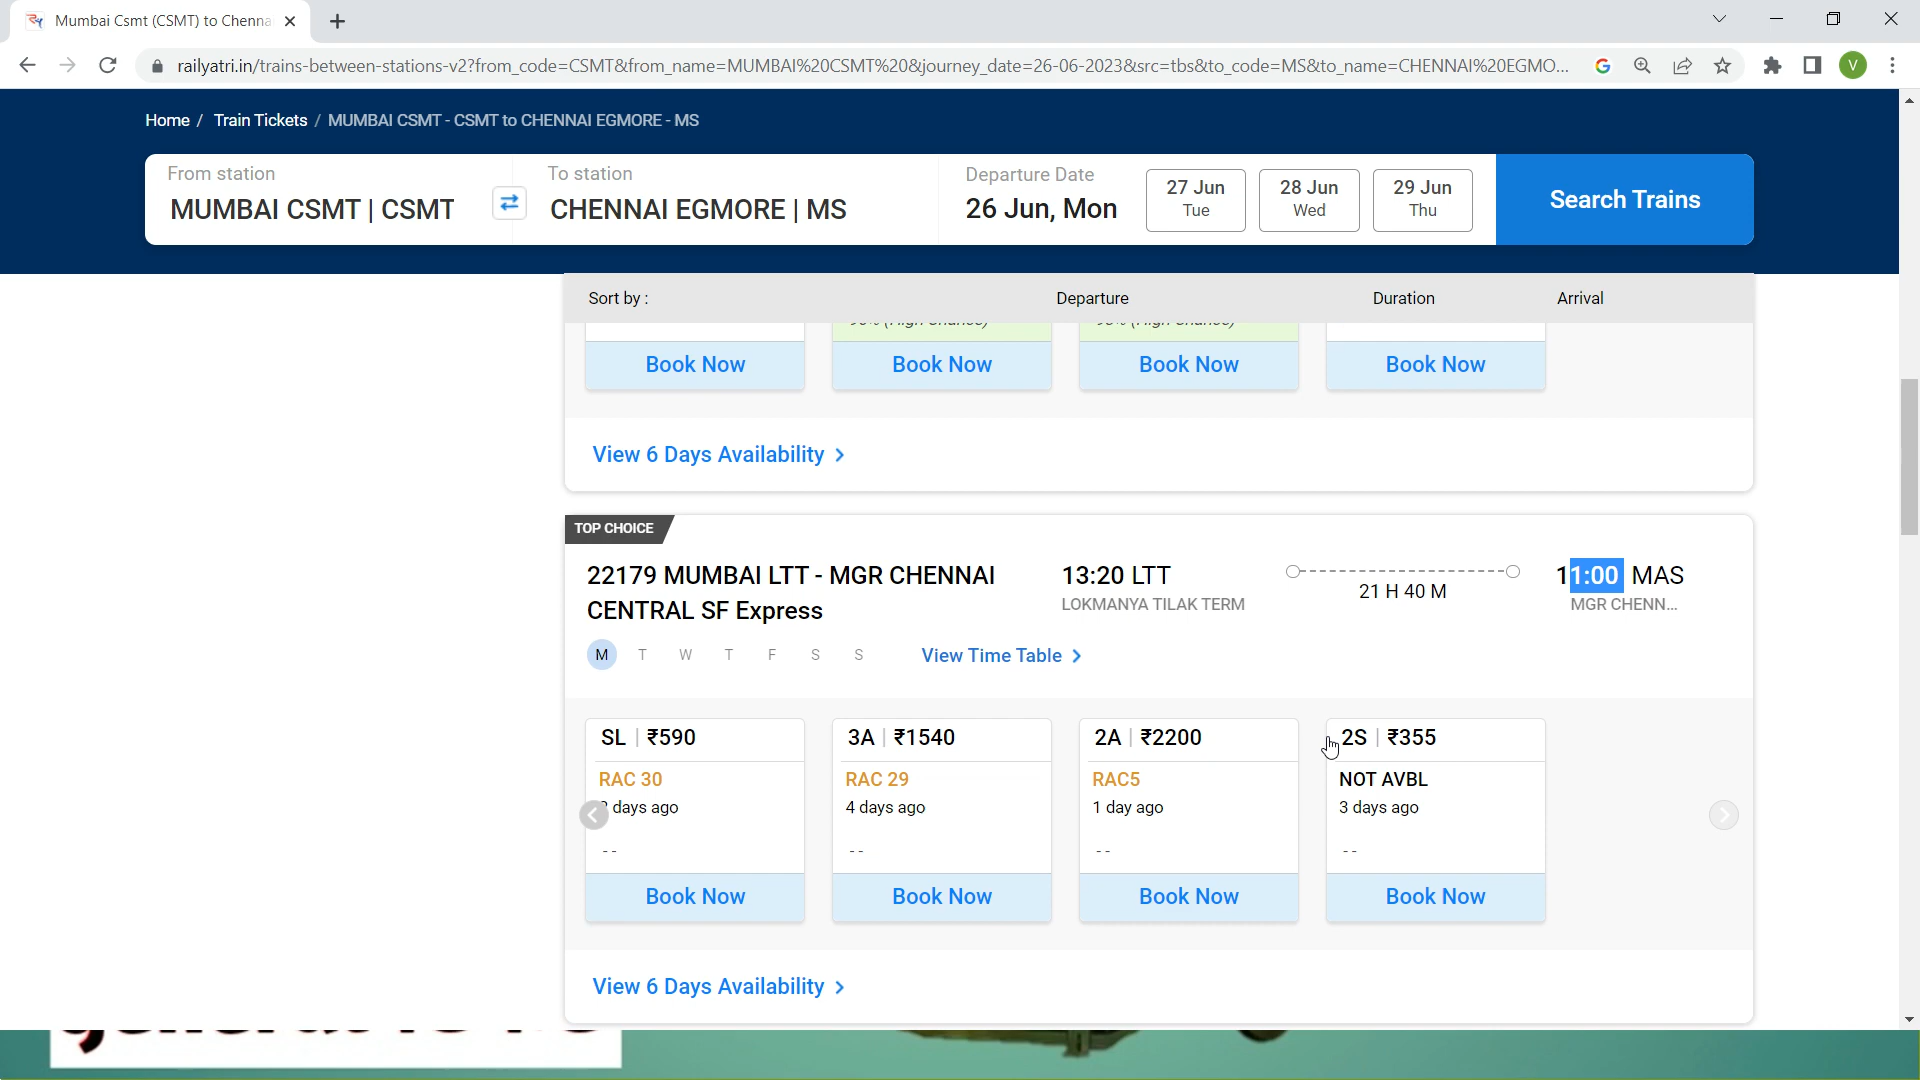 Mumbai Csmt (CSMT) to Chenna
railyatri.in/trains-between-stations-v2?from_code=CSMT&from_name=MUMBAI%20CSMT%20&journey_date=26-06-2023&src=tbs&to_code=MS&to_name=CHENNAI%20EGMO...
V
Home / Train Tickets / MUMBAI CSMT - CSMT to CHENNAI EGMORE - MS
From station To station Departure Date
MUMBAI CSMT | CSMT CHENNAI EGMORE | MS 26 Jun, Mon
27 Jun 28 Jun 29 Jun
Tue Wed Thu
Search Trains
Sort by : Departure Duration Arrival
Book Now Book Now Book Now Book Now
View 6 Days Availability >
TOP CHOICE
22179 MUMBAI LTT - MGR CHENNAI
CENTRAL SF Express
13:20 LTT
LOKMANYA TILAK TERM
21 H 40 M
11:00 MAS
MGR CHENN...
M T W T F S S View Time Table >
SL | ₹590 3A | ₹1540 2A | ₹2200 2S | ₹355
RAC 30 RAC 29 RAC5 NOT AVBL
days ago 4 days ago 1 day ago 3 days ago
-- -- -- --
Book Now Book Now Book Now Book Now
View 6 Days Availability >